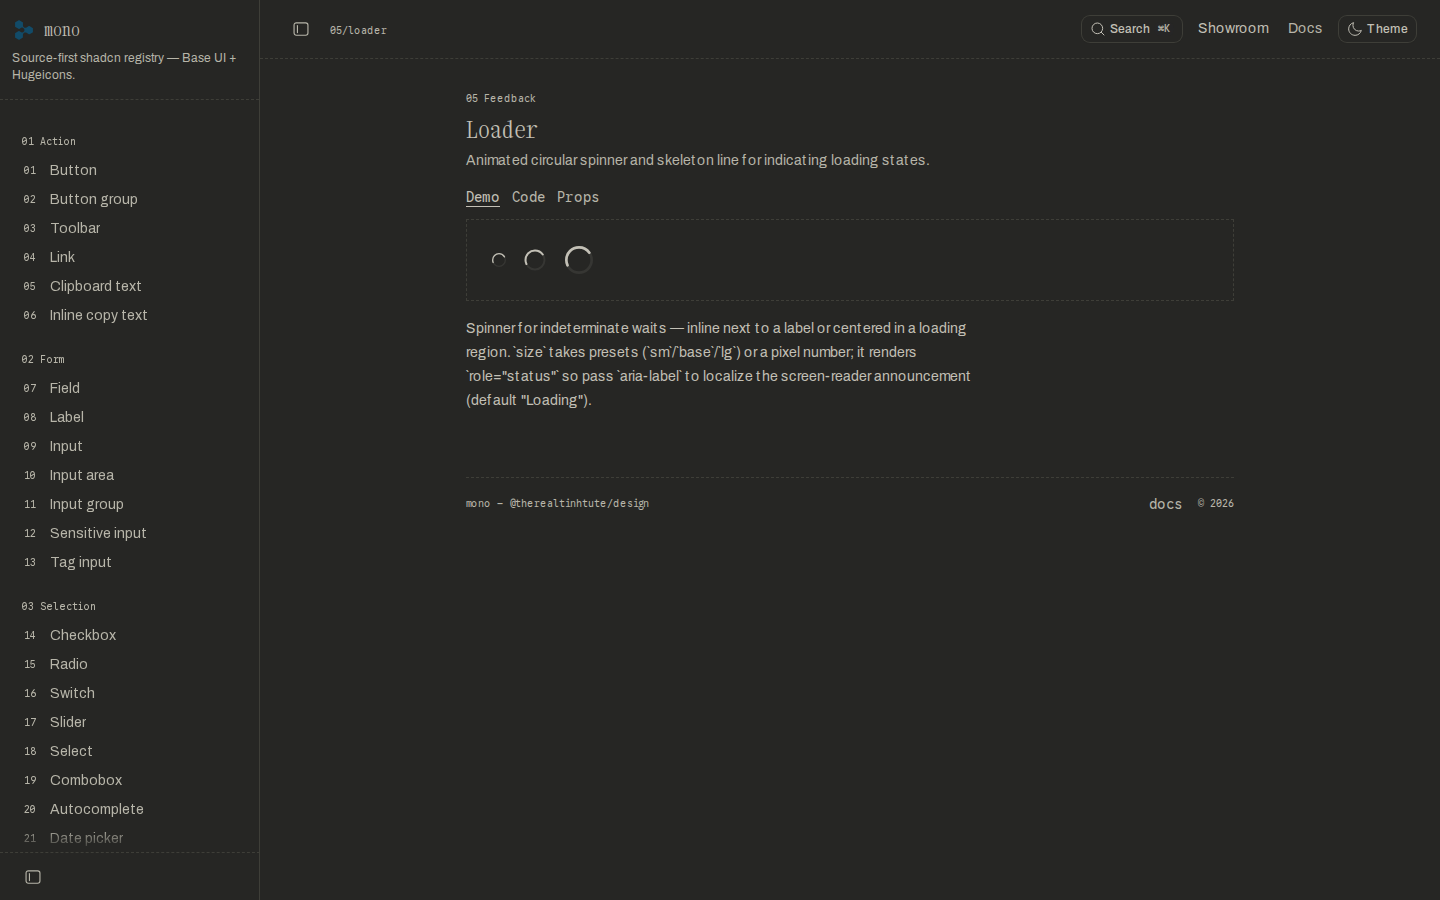 mono
Source-first shadcn registry — Base UI +
Hugeicons.
01 Action
01 Button
02 Button group
03 Toolbar
04 Link
05 Clipboard text
06 Inline copy text
02 Form
07 Field
08 Label
09 Input
10 Input area
11 Input group
12 Sensitive input
13 Tag input
03 Selection
14 Checkbox
15 Radio
16 Switch
17 Slider
18 Select
19 Combobox
20 Autocomplete
21 Date picker
05/loader
Search ⌘K
Showroom
Docs
Theme
05 Feedback
Loader
Animated circular spinner and skeleton line for indicating loading states.
Demo Code Props
Spinner for indeterminate waits — inline next to a label or centered in a loading
region. `size` takes presets (`sm`/`base`/`lg`) or a pixel number; it renders
`role="status"` so pass `aria-label` to localize the screen-reader announcement
(default "Loading").
mono — @therealtinhtute/design
docs © 2026